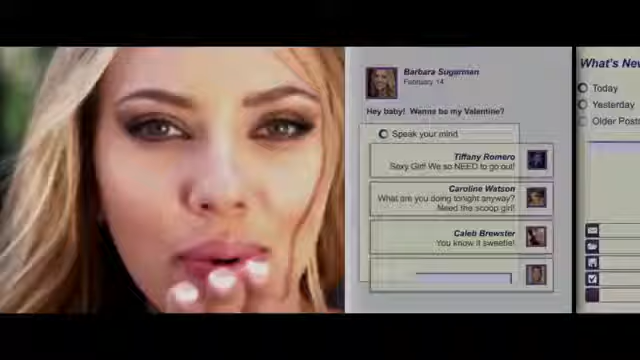 Barbara Sugarman
February 14
Hey baby! Wanna be my Valentine?
Speak your mind
Tiffany Romero
Sexy Girl! We so NEED to go out!
Caroline Watson
What are you doing tonight anyway?
Need the scoop girl!
Caleb Brewster
You know it sweetie!
What's New
Today
Yesterday
Older Posts